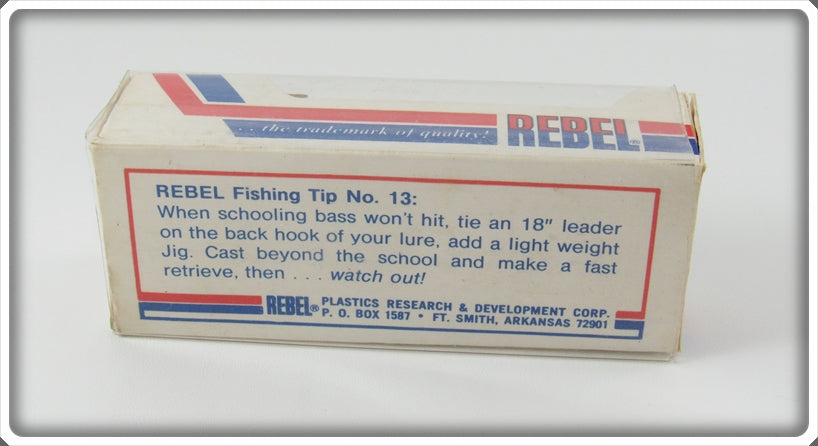 . . . the trademark of quality!
REBEL®
REBEL Fishing Tip No. 13:
When schooling bass won't hit, tie an 18" leader
on the back hook of your lure, add a light weight
Jig. Cast beyond the school and make a fast
retrieve, then . . . watch out!
REBEL® PLASTICS RESEARCH & DEVELOPMENT CORP.
P. O. BOX 1587 • FT. SMITH, ARKANSAS 72901